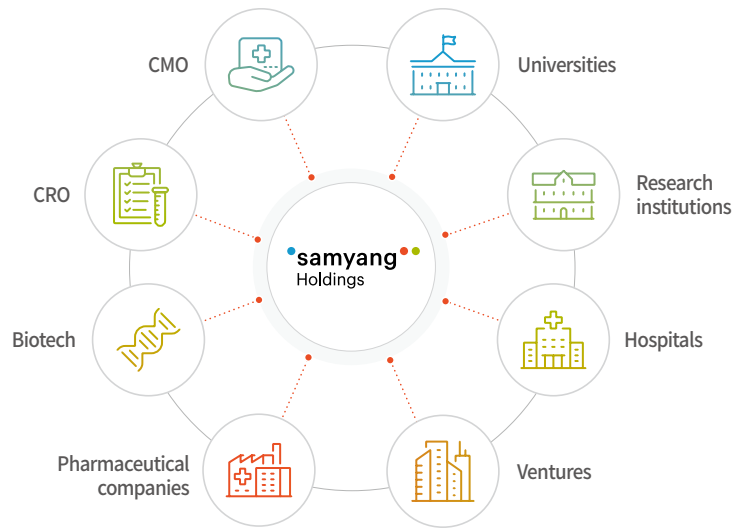 CMO
Universities
CRO
Research
institutions
samyang
Holdings
Biotech
Hospitals
Pharmaceutical
companies
Ventures